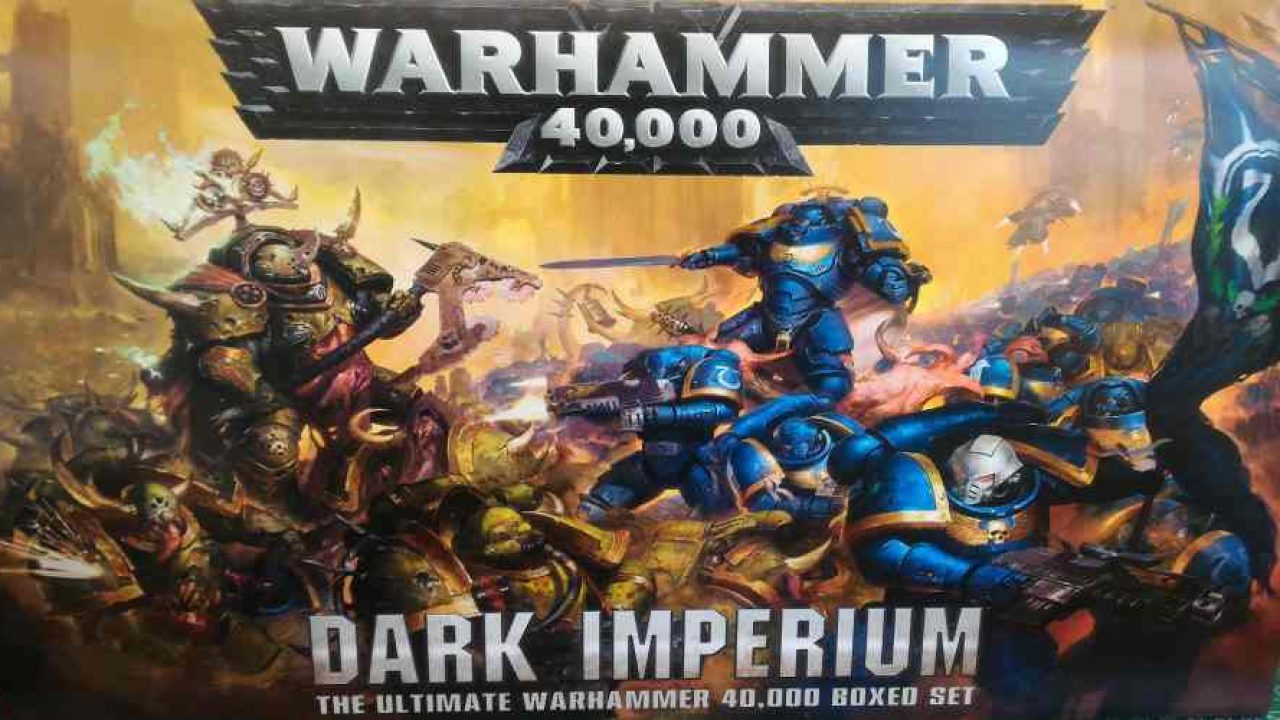 WARHAMMER
40,000
DARK IMPERIUM
THE ULTIMATE WARHAMMER 40,000 BOXED SET